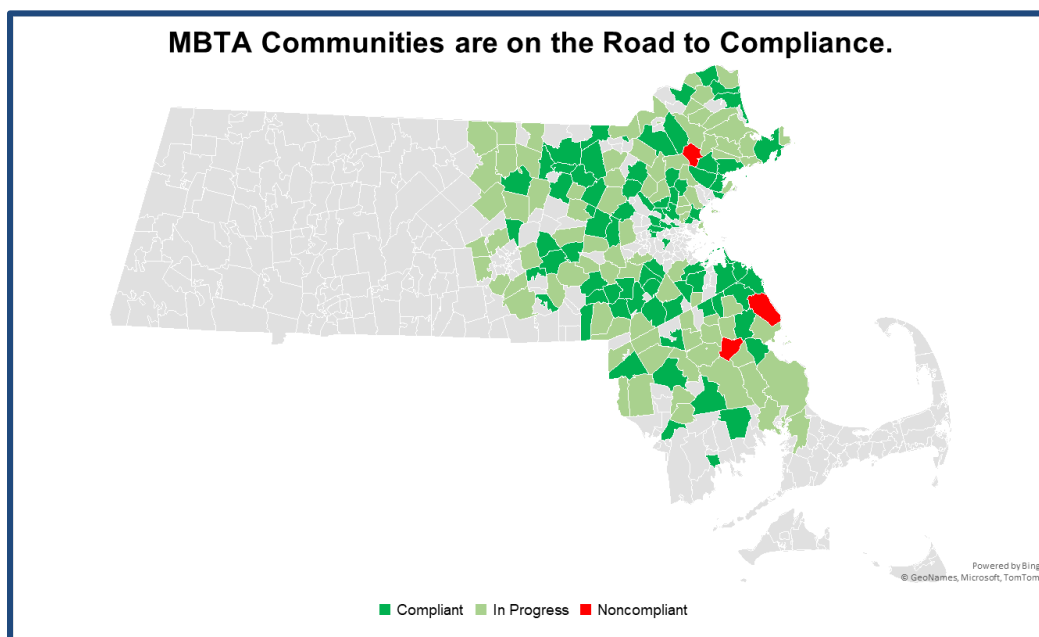 MBTA Communities are on the Road to Compliance.
Powered by Bing
© GeoNames, Microsoft, TomTom
Compliant In Progress Noncompliant